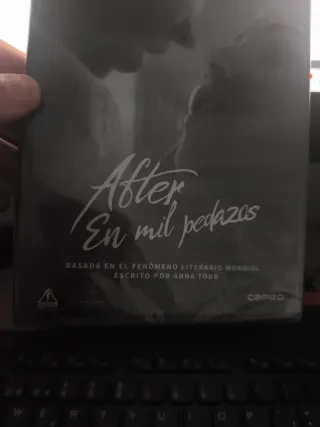 After
En mil pedazos
BASADA EN EL FENÓMENO LITERARIO MUNDIAL
ESCRITO POR ANNA TODD
cameo
W E R T Y U I O P